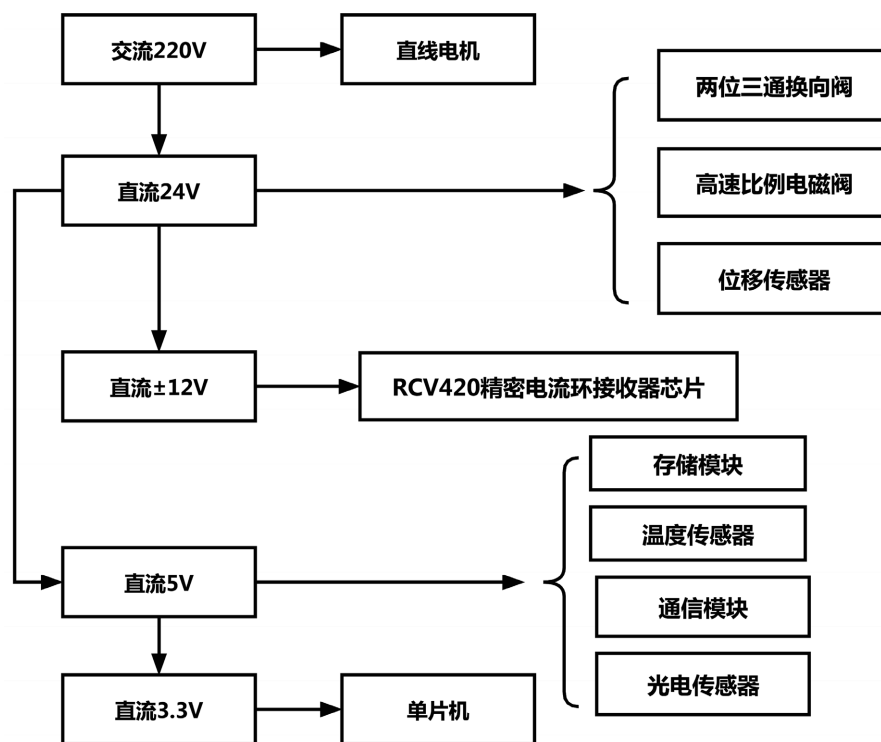 交流220V
直线电机
两位三通换向阀
直流24V
高速比例电磁阀
位移传感器
直流±12V
RCV420精密电流环接收器芯片
存储模块
温度传感器
直流5V
通信模块
光电传感器
直流3.3V
单片机